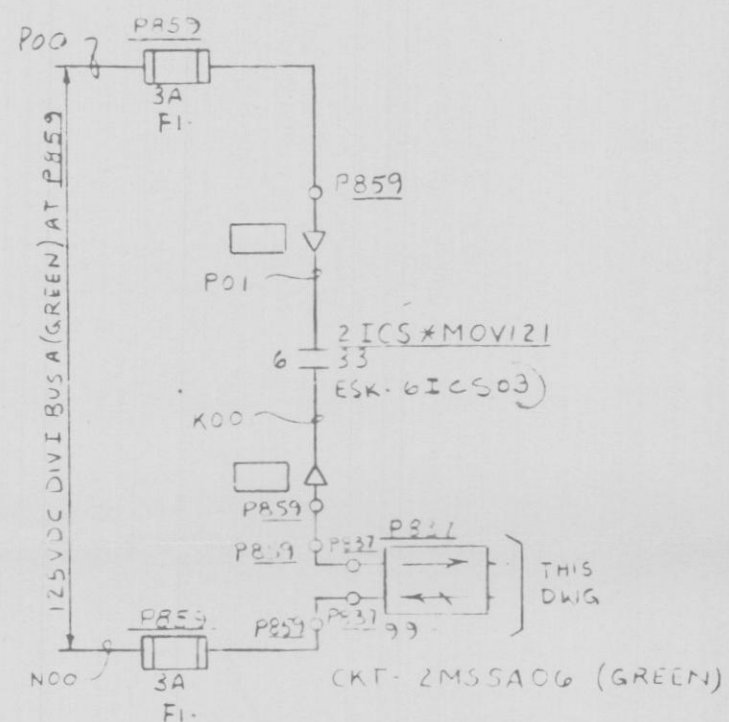 P859
P00
3A
F1.
P859
P01
2ICS*MOV121
6 33
ESK-6ICS03)
K00
125VDC DIV I BUS A (GREEN) AT P859
P859
P859 P837
THIS
DWG
P859
P859 P837
99
N00
3A
F1.
CKT- 2MSSA06 (GREEN)